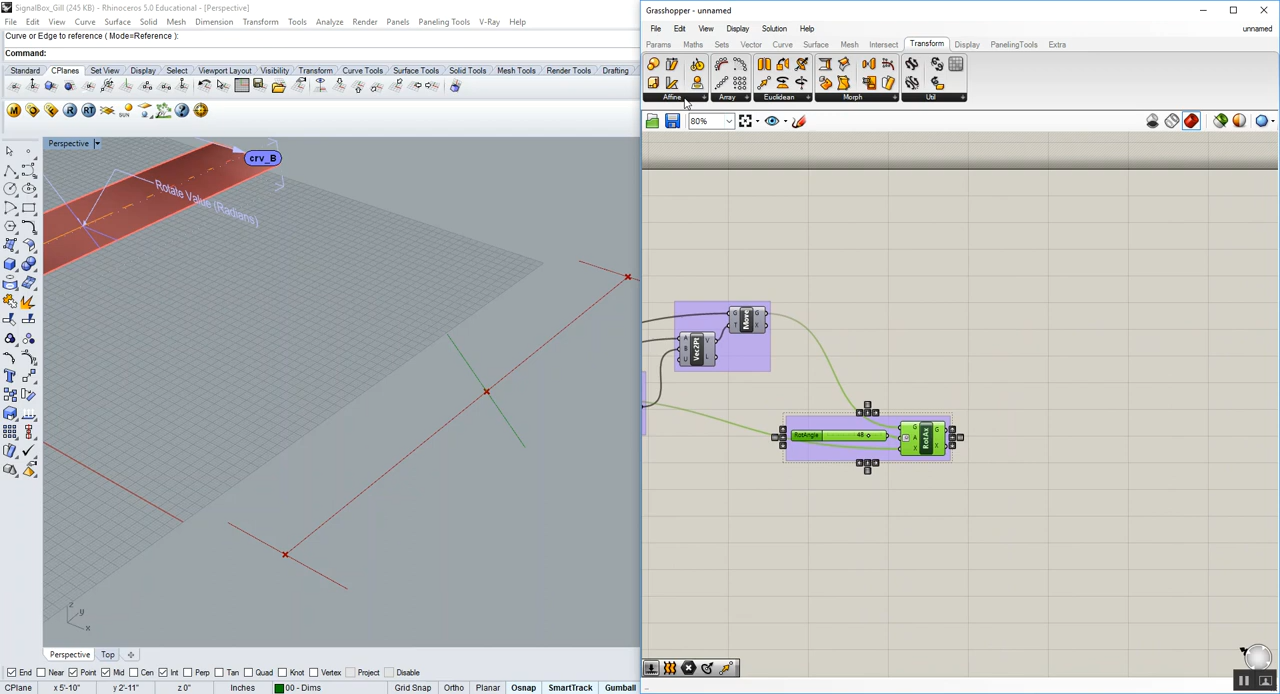 SignalBox_Gill (245 KB) - Rhinoceros 5.0 Educational - [Perspective]
File Edit View Curve Surface Solid Mesh Dimension Transform Tools Analyze Render Panels Paneling Tools V-Ray Help
Curve or Edge to reference ( Mode=Reference ):
Command:
Standard CPlanes Set View Display Select Viewport Layout Visibility Transform Curve Tools Surface Tools Solid Tools Mesh Tools Render Tools Drafting
M R RT SUN
Perspective
crv_B
Rotate Value (Radians)
z y x
Perspective Top
End Near Point Mid Cen Int Perp Tan Quad Knot Vertex Project Disable
CPlane x 5'-10" y 2'-11" z 0" Inches 00 - Dims Grid Snap Ortho Planar Osnap SmartTrack Gumball
Grasshopper - unnamed
File Edit View Display Solution Help unnamed
Params Maths Sets Vector Curve Surface Mesh Intersect Transform Display PanelingTools Extra
Affine Array Euclidean Morph Util
80%
G T Move G X
A B U Vec2Pt V L
RotAngle 48
G A X RotAx G X